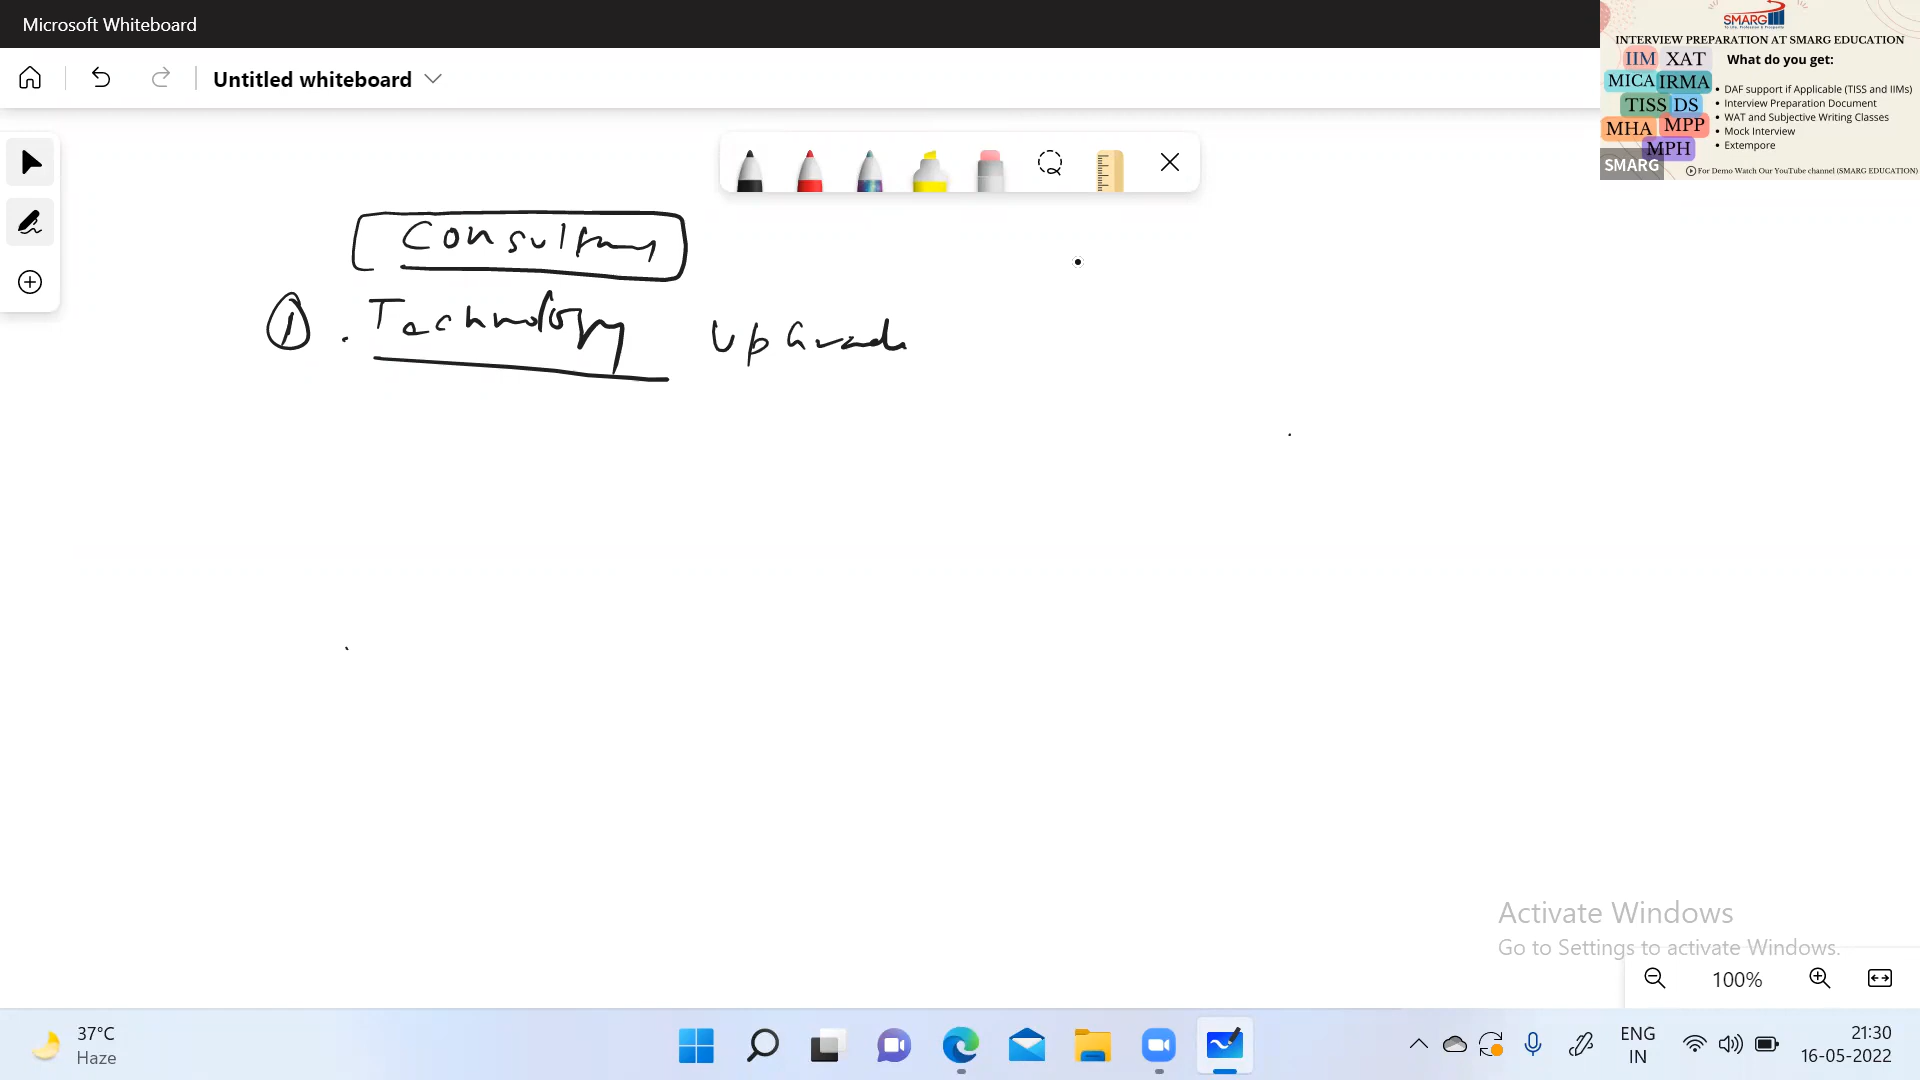 Microsoft Whiteboard
Untitled whiteboard
SMARG
INTERVIEW PREPARATION AT SMARG EDUCATION
IIM XAT
What do you get:
MICA IRMA
TISS DS
MHA MPP
MPH
SMARG
• DAF support if Applicable (TISS and IIMs)
• Interview Preparation Document
• WAT and Subjective Writing Classes
• Mock Interview
• Extempore
For Demo Watch Our YouTube channel (SMARG EDUCATION)
Consultancy
① . Technology UpGrade
Activate Windows
Go to Settings to activate Windows.
100%
37°C
Haze
ENG
IN
21:30
16-05-2022